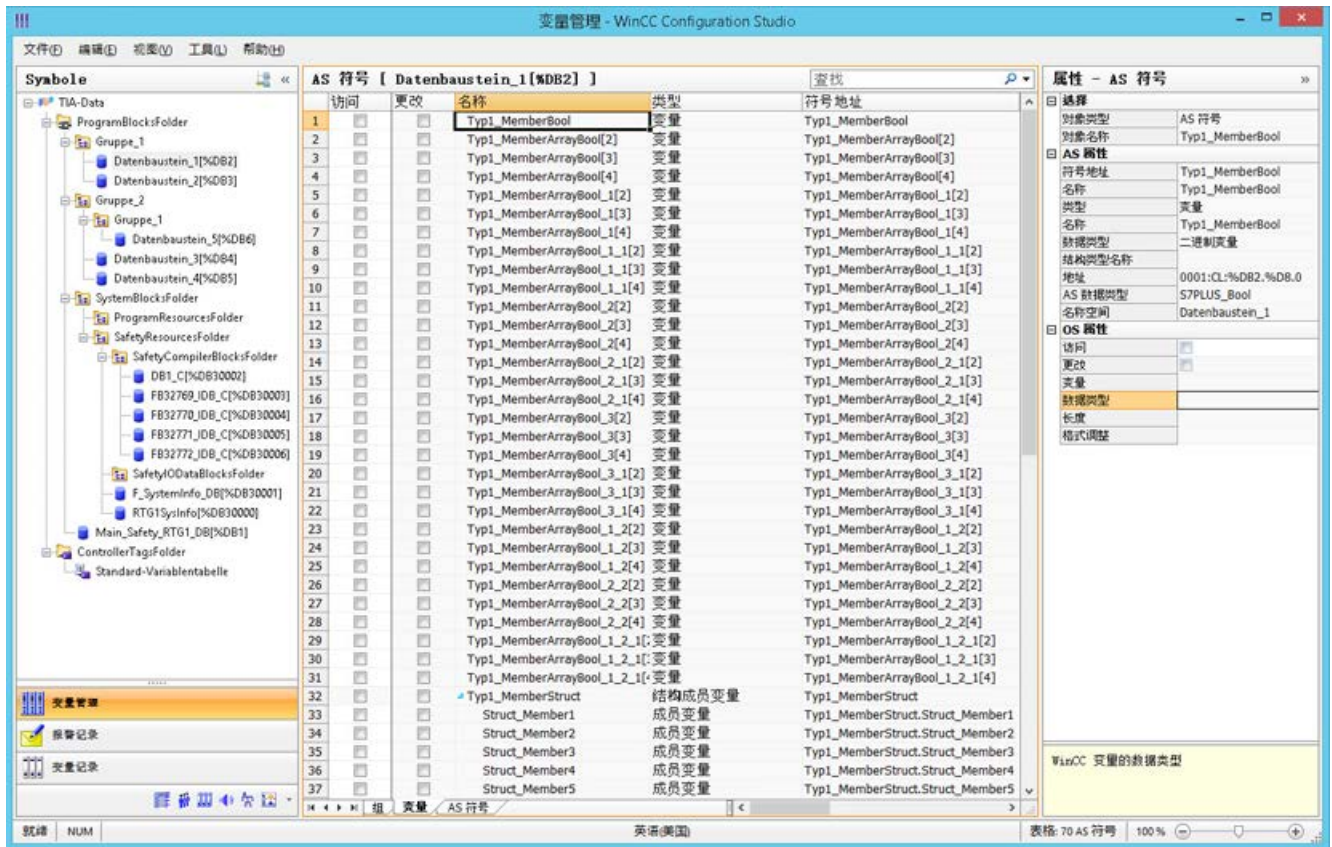 变量管理 - WinCC Configuration Studio
文件(F) 编辑(E) 视图(V) 工具(L) 帮助(H)
Symbole «
TIA-Data
ProgramBlocksFolder
Gruppe_1
Datenbaustein_1[%DB2]
Datenbaustein_2[%DB3]
Gruppe_2
Gruppe_1
Datenbaustein_5[%DB6]
Datenbaustein_3[%DB4]
Datenbaustein_4[%DB5]
SystemBlocksFolder
ProgramResourcesFolder
SafetyResourcesFolder
SafetyCompilerBlocksFolder
DB1_C[%DB30002]
FB32769_IDB_C[%DB30003]
FB32770_IDB_C[%DB30004]
FB32771_IDB_C[%DB30005]
FB32772_IDB_C[%DB30006]
SafetyIODataBlocksFolder
F_SystemInfo_DB[%DB30001]
RTG1SysInfo[%DB30000]
Main_Safety_RTG1_DB[%DB1]
ControllerTagsFolder
Standard-Variablentabelle
变量管理
报警记录
变量记录
AS 符号 [ Datenbaustein_1[%DB2] ] 查找
访问 更改 名称 类型 符号地址
1 Typ1_MemberBool 变量 Typ1_MemberBool
2 Typ1_MemberArrayBool[2] 变量 Typ1_MemberArrayBool[2]
3 Typ1_MemberArrayBool[3] 变量 Typ1_MemberArrayBool[3]
4 Typ1_MemberArrayBool[4] 变量 Typ1_MemberArrayBool[4]
5 Typ1_MemberArrayBool_1[2] 变量 Typ1_MemberArrayBool_1[2]
6 Typ1_MemberArrayBool_1[3] 变量 Typ1_MemberArrayBool_1[3]
7 Typ1_MemberArrayBool_1[4] 变量 Typ1_MemberArrayBool_1[4]
8 Typ1_MemberArrayBool_1_1[2] 变量 Typ1_MemberArrayBool_1_1[2]
9 Typ1_MemberArrayBool_1_1[3] 变量 Typ1_MemberArrayBool_1_1[3]
10 Typ1_MemberArrayBool_1_1[4] 变量 Typ1_MemberArrayBool_1_1[4]
11 Typ1_MemberArrayBool_2[2] 变量 Typ1_MemberArrayBool_2[2]
12 Typ1_MemberArrayBool_2[3] 变量 Typ1_MemberArrayBool_2[3]
13 Typ1_MemberArrayBool_2[4] 变量 Typ1_MemberArrayBool_2[4]
14 Typ1_MemberArrayBool_2_1[2] 变量 Typ1_MemberArrayBool_2_1[2]
15 Typ1_MemberArrayBool_2_1[3] 变量 Typ1_MemberArrayBool_2_1[3]
16 Typ1_MemberArrayBool_2_1[4] 变量 Typ1_MemberArrayBool_2_1[4]
17 Typ1_MemberArrayBool_3[2] 变量 Typ1_MemberArrayBool_3[2]
18 Typ1_MemberArrayBool_3[3] 变量 Typ1_MemberArrayBool_3[3]
19 Typ1_MemberArrayBool_3[4] 变量 Typ1_MemberArrayBool_3[4]
20 Typ1_MemberArrayBool_3_1[2] 变量 Typ1_MemberArrayBool_3_1[2]
21 Typ1_MemberArrayBool_3_1[3] 变量 Typ1_MemberArrayBool_3_1[3]
22 Typ1_MemberArrayBool_3_1[4] 变量 Typ1_MemberArrayBool_3_1[4]
23 Typ1_MemberArrayBool_1_2[2] 变量 Typ1_MemberArrayBool_1_2[2]
24 Typ1_MemberArrayBool_1_2[3] 变量 Typ1_MemberArrayBool_1_2[3]
25 Typ1_MemberArrayBool_1_2[4] 变量 Typ1_MemberArrayBool_1_2[4]
26 Typ1_MemberArrayBool_2_2[2] 变量 Typ1_MemberArrayBool_2_2[2]
27 Typ1_MemberArrayBool_2_2[3] 变量 Typ1_MemberArrayBool_2_2[3]
28 Typ1_MemberArrayBool_2_2[4] 变量 Typ1_MemberArrayBool_2_2[4]
29 Typ1_MemberArrayBool_1_2_1[ 变量 Typ1_MemberArrayBool_1_2_1[2]
30 Typ1_MemberArrayBool_1_2_1[ 变量 Typ1_MemberArrayBool_1_2_1[3]
31 Typ1_MemberArrayBool_1_2_1[ 变量 Typ1_MemberArrayBool_1_2_1[4]
32 Typ1_MemberStruct 结构成员变量 Typ1_MemberStruct
33 Struct_Member1 成员变量 Typ1_MemberStruct.Struct_Member1
34 Struct_Member2 成员变量 Typ1_MemberStruct.Struct_Member2
35 Struct_Member3 成员变量 Typ1_MemberStruct.Struct_Member3
36 Struct_Member4 成员变量 Typ1_MemberStruct.Struct_Member4
37 Struct_Member5 成员变量 Typ1_MemberStruct.Struct_Member5
组 变量 AS 符号
属性 - AS 符号 »
选择
对象类型 AS 符号
对象名称 Typ1_MemberBool
AS 属性
符号地址 Typ1_MemberBool
名称 Typ1_MemberBool
类型 变量
名称 Typ1_MemberBool
数据类型 二进制变量
结构类型名称
地址 0001:CL:%DB2.%DB.0
AS 数据类型 S7PLUS_Bool
名称空间 Datenbaustein_1
OS 属性
访问
更改
变量
数据类型
长度
格式调整
WinCC 变量的数据类型
就绪 NUM 英语(美国) 表格: 70 AS 符号 100 %